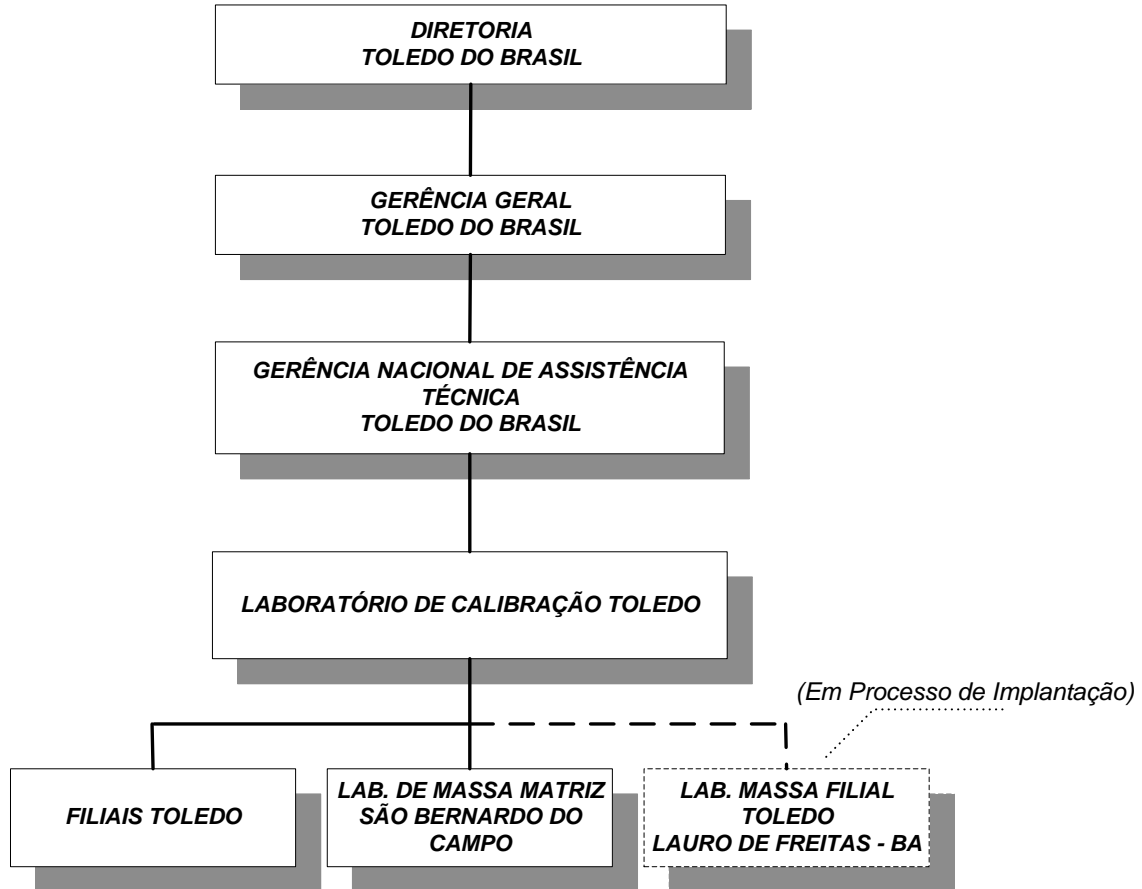 DIRETORIA
TOLEDO DO BRASIL
GERÊNCIA GERAL
TOLEDO DO BRASIL
GERÊNCIA NACIONAL DE ASSISTÊNCIA
TÉCNICA
TOLEDO DO BRASIL
LABORATÓRIO DE CALIBRAÇÃO TOLEDO
(Em Processo de Implantação)
FILIAIS TOLEDO
LAB. DE MASSA MATRIZ
SÃO BERNARDO DO
CAMPO
LAB. MASSA FILIAL
TOLEDO
LAURO DE FREITAS - BA